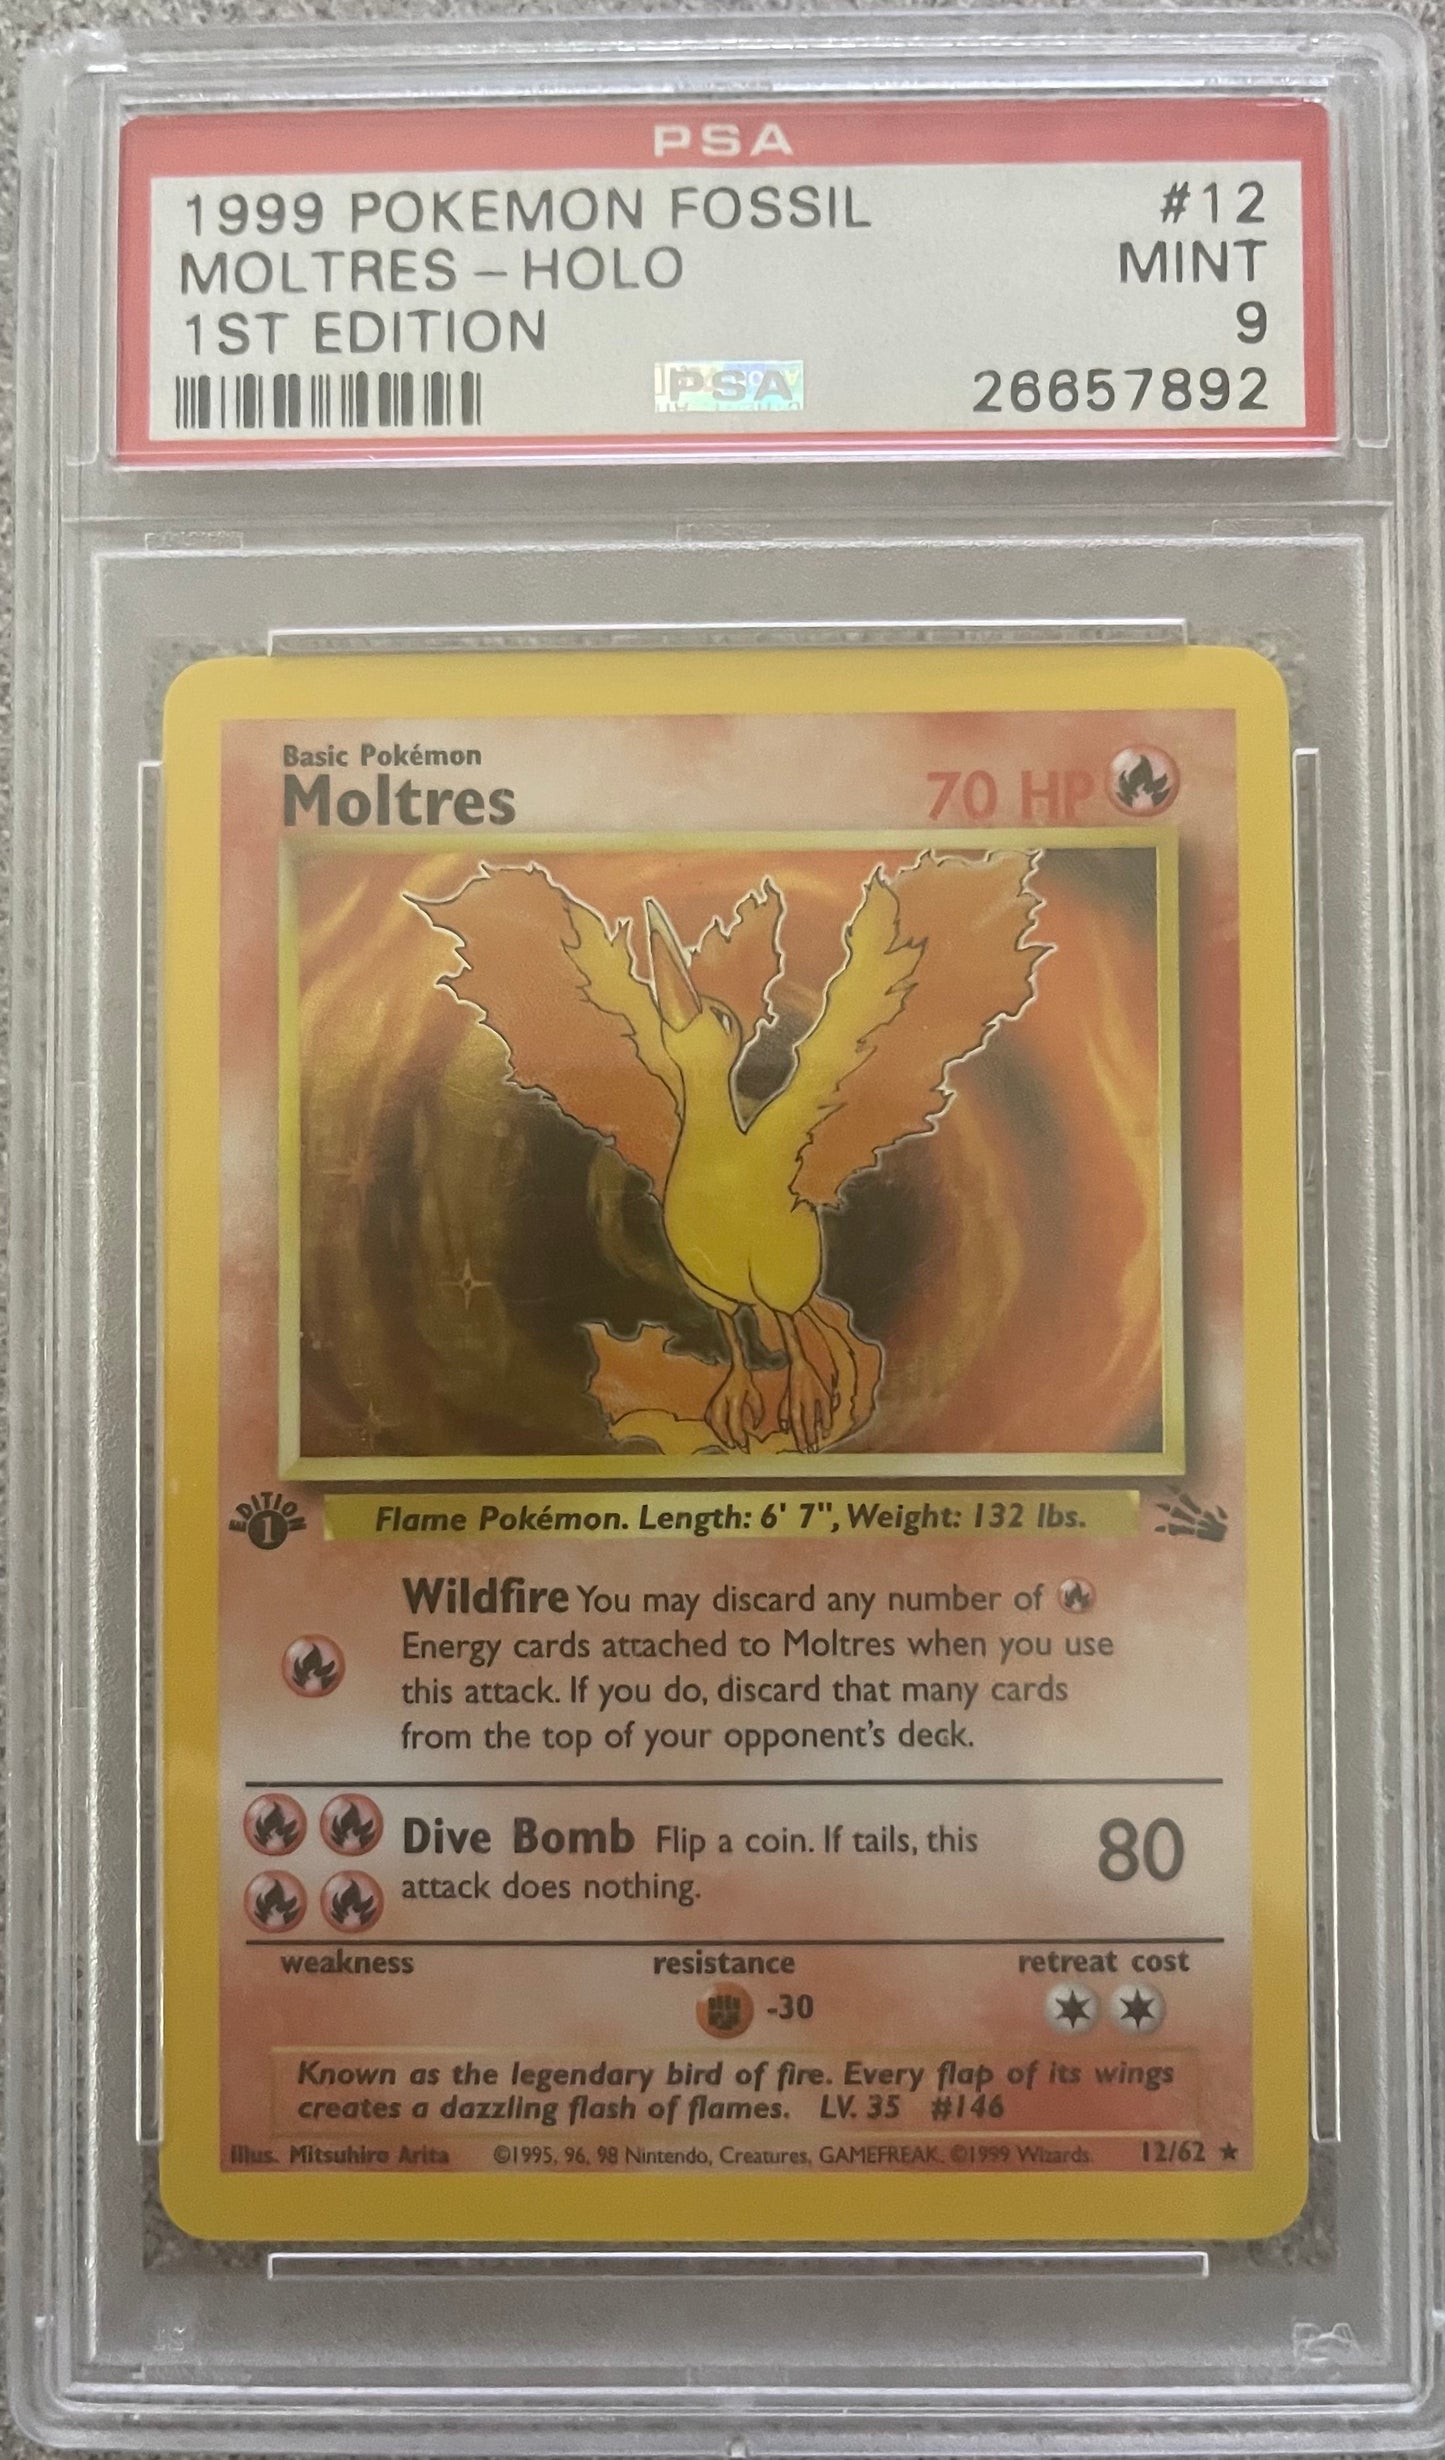 PSA
1999 POKEMON FOSSIL #12
MOLTRES - HOLO MINT
1ST EDITION 9
PSA 26657892
Basic Pokémon
Moltres 70 HP
EDITION 1
Flame Pokémon. Length: 6' 7", Weight: 132 lbs.
Wildfire You may discard any number of
Energy cards attached to Moltres when you use
this attack. If you do, discard that many cards
from the top of your opponent's deck.
Dive Bomb Flip a coin. If tails, this 80
attack does nothing.
weakness resistance retreat cost
-30
Known as the legendary bird of fire. Every flap of its wings
creates a dazzling flash of flames. LV. 35 #146
Illus. Mitsuhiro Arita ©1995, 96, 98 Nintendo, Creatures, GAMEFREAK. ©1999 Wizards. 12/62 ★